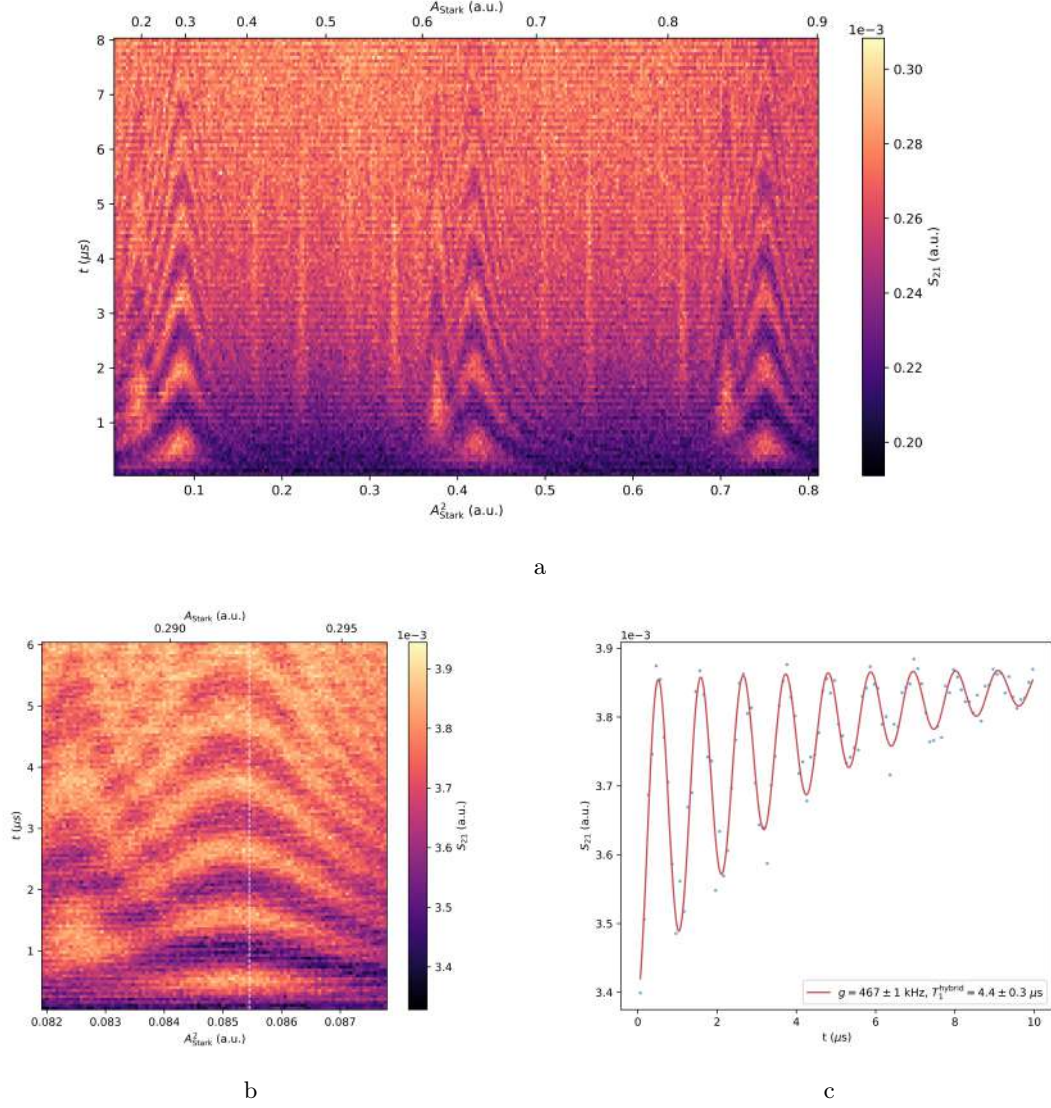 A_Stark (a.u.)
0.2 0.3 0.4 0.5 0.6 0.7 0.8 0.9
1e−3
8
7
6
5
4
3
2
1
t (μs)
0.30
0.28
0.26
0.24
0.22
0.20
S₂₁ (a.u.)
0.1 0.2 0.3 0.4 0.5 0.6 0.7 0.8
A²_Stark (a.u.)
a
A_Stark (a.u.)
0.290 0.295
1e−3
6
5
4
3
2
1
t (μs)
3.9
3.8
3.7
3.6
3.5
3.4
S₂₁ (a.u.)
0.082 0.083 0.084 0.085 0.086 0.087
A²_Stark (a.u.)
b
1e−3
3.9
3.8
3.7
3.6
3.5
3.4
S₂₁ (a.u.)
g = 467 ± 1 kHz, T₁^hybrid = 4.4 ± 0.3 μs
0 2 4 6 8 10
t (μs)
c